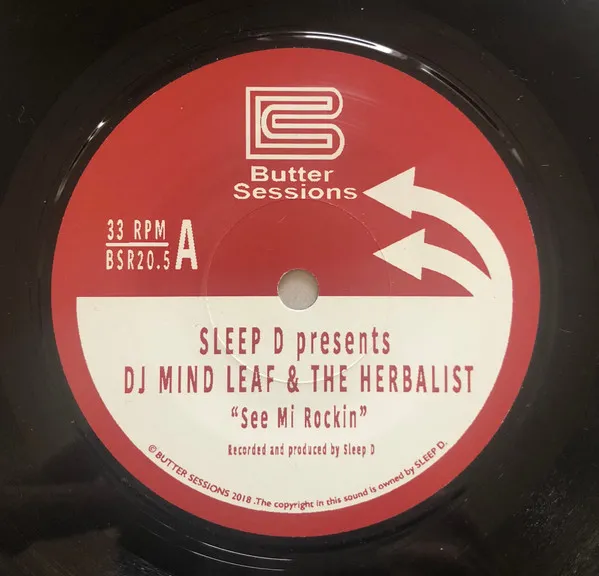 Butter
Sessions
33 RPM
BSR20.5
A
SLEEP D presents
DJ MIND LEAF & THE HERBALIST
“See Mi Rockin”
Recorded and produced by Sleep D
© BUTTER SESSIONS 2018 .The copyright in this sound is owned by SLEEP D.